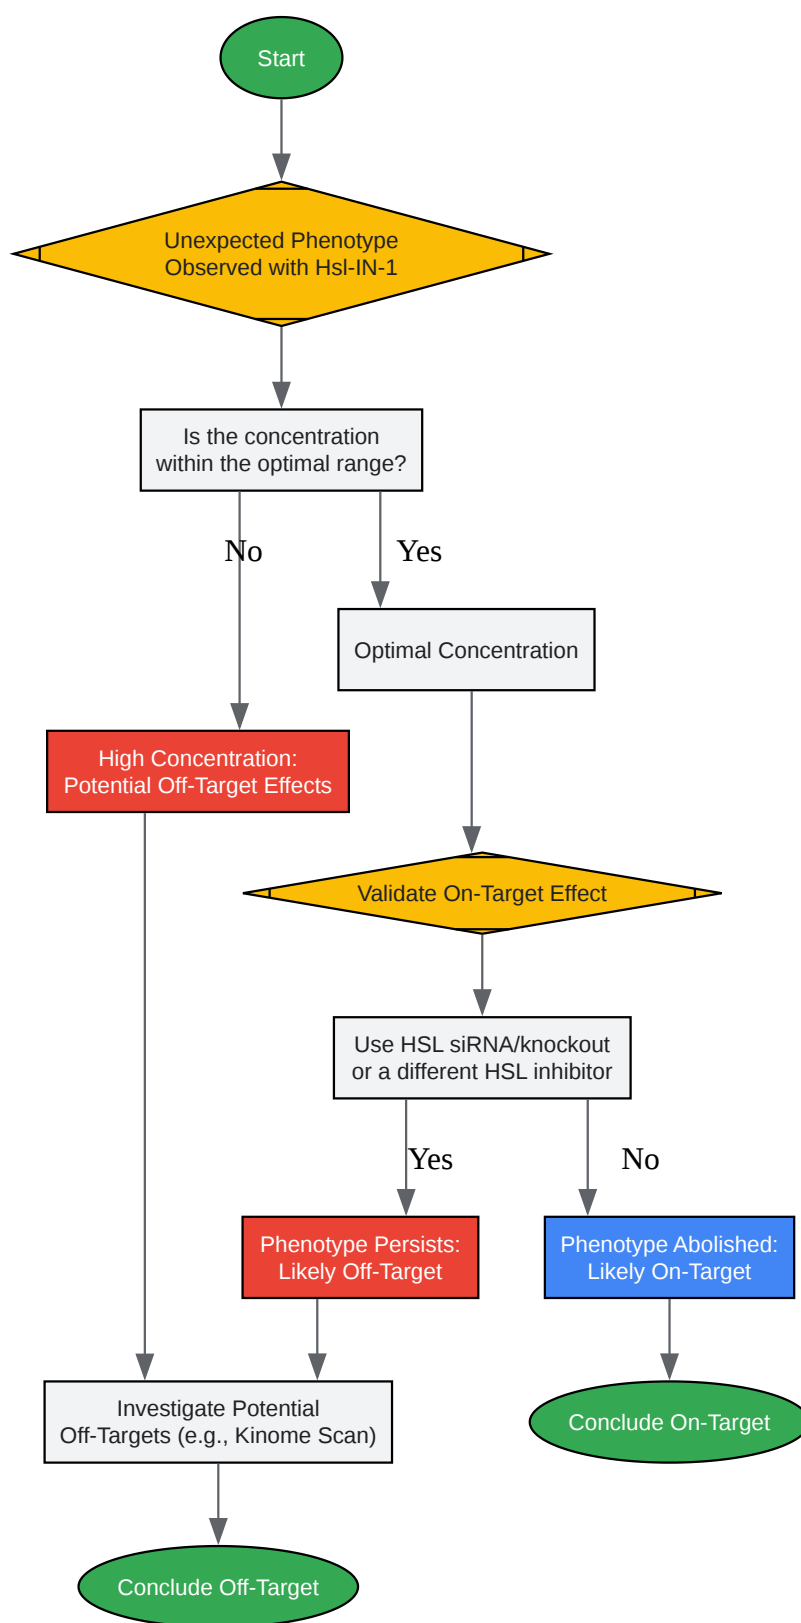 Start
Unexpected Phenotype
Observed with Hsl-IN-1
Is the concentration
within the optimal range?
No
Yes
Optimal Concentration
High Concentration:
Potential Off-Target Effects
Validate On-Target Effect
Use HSL siRNA/knockout
or a different HSL inhibitor
Yes
No
Phenotype Persists:
Likely Off-Target
Phenotype Abolished:
Likely On-Target
Investigate Potential
Off-Targets (e.g., Kinome Scan)
Conclude On-Target
Conclude Off-Target